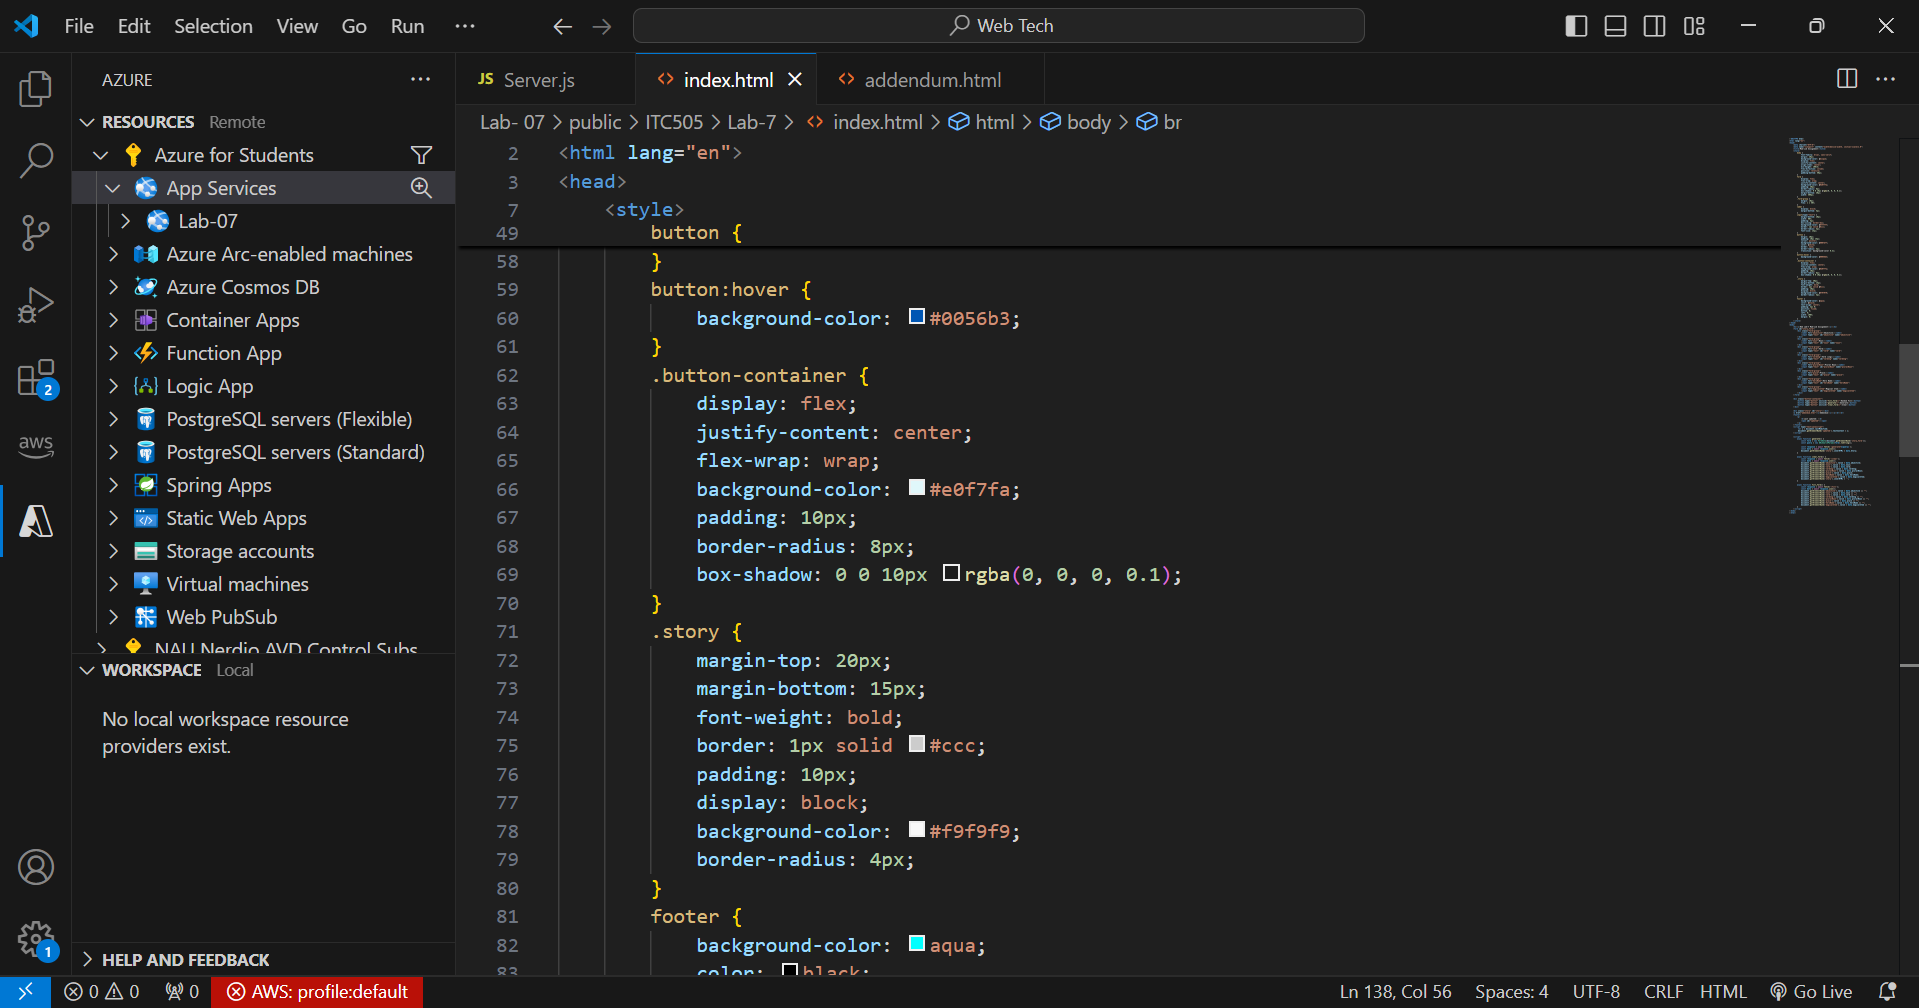 File Edit Selection View Go Run ···
Web Tech
AZURE
RESOURCES Remote
Azure for Students
App Services
Lab-07
Azure Arc-enabled machines
Azure Cosmos DB
Container Apps
Function App
Logic App
PostgreSQL servers (Flexible)
PostgreSQL servers (Standard)
Spring Apps
Static Web Apps
Storage accounts
Virtual machines
Web PubSub
NAU Nerdio AVD Control Subs
WORKSPACE Local
No local workspace resource
providers exist.
HELP AND FEEDBACK
2
aws
1
JS Server.js
<> index.html
<> addendum.html
Lab- 07 > public > ITC505 > Lab-7 > <> index.html > html > body > br
2 <html lang="en">
3 <head>
7 <style>
49 button {
58 }
59 button:hover {
60 background-color: #0056b3;
61 }
62 .button-container {
63 display: flex;
64 justify-content: center;
65 flex-wrap: wrap;
66 background-color: #e0f7fa;
67 padding: 10px;
68 border-radius: 8px;
69 box-shadow: 0 0 10px rgba(0, 0, 0, 0.1);
70 }
71 .story {
72 margin-top: 20px;
73 margin-bottom: 15px;
74 font-weight: bold;
75 border: 1px solid #ccc;
76 padding: 10px;
77 display: block;
78 background-color: #f9f9f9;
79 border-radius: 4px;
80 }
81 footer {
82 background-color: aqua;
83 color: black;
0 0 0 AWS: profile:default
Ln 138, Col 56 Spaces: 4 UTF-8 CRLF HTML Go Live